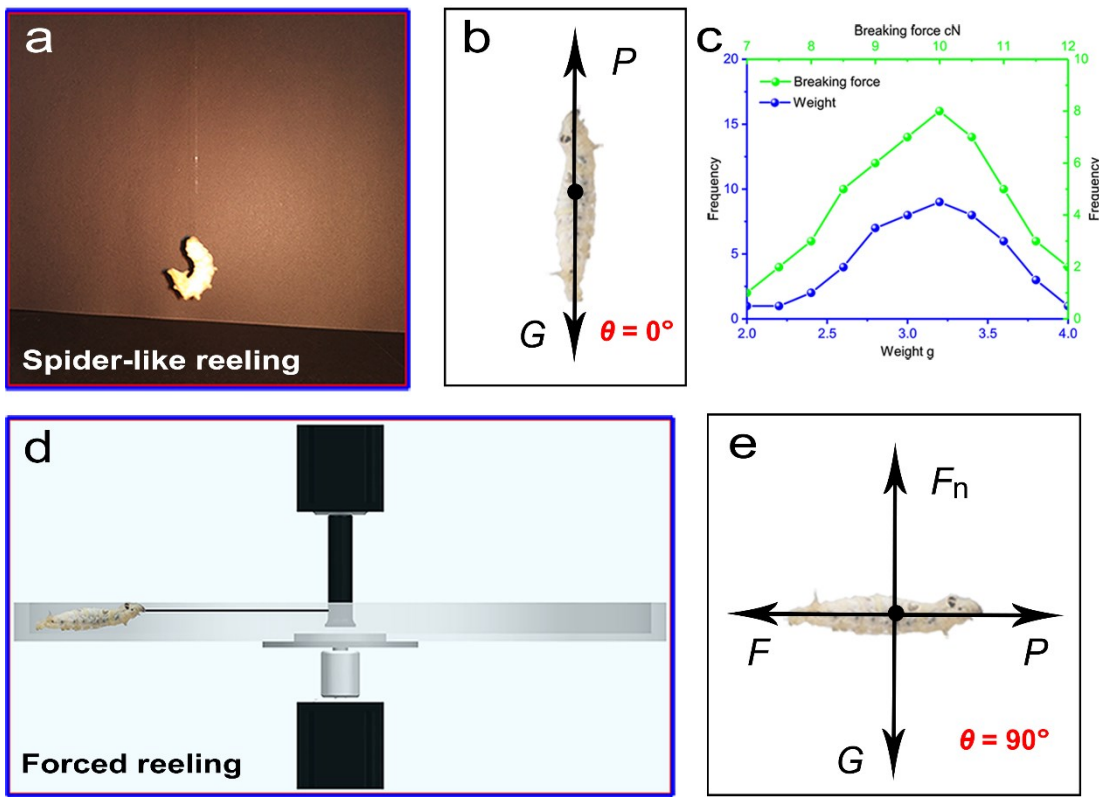 a
Spider-like reeling
b
P
G
θ = 0°
c
Breaking force cN
7 8 9 10 11 12
20
15
10
5
0
Frequency
Breaking force
Weight
10
8
6
4
2
0
Frequency
2.0 2.5 3.0 3.5 4.0
Weight g
d
Forced reeling
e
Fn
F
P
G
θ = 90°